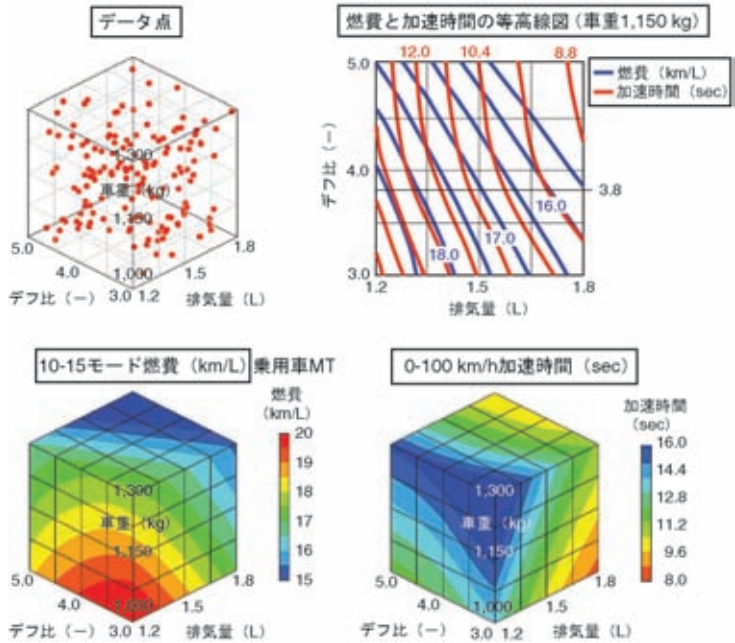 データ点
1,300
車重 (kg)
1,150
5.0
1.8
4.0
1,000
1.5
デフ比 (ー)
3.0
1.2
排気量 (L)
燃費と加速時間の等高線図 (車重1,150 kg)
12.0
10.4
8.8
燃費 (km/L)
加速時間 (sec)
5.0
デフ比 (ー)
4.0
3.8
16.0
17.0
18.0
3.0
1.2
1.5
1.8
排気量 (L)
10-15モード燃費 (km/L) 乗用車MT
燃費
(km/L)
20
19
18
17
16
15
1,300
車重 (kg)
1,150
5.0
1.8
4.0
1,000
1.5
デフ比 (ー)
3.0
1.2
排気量 (L)
0-100 km/h加速時間 (sec)
加速時間
(sec)
16.0
14.4
12.8
11.2
9.6
8.0
1,300
車重 (kg)
1,150
5.0
1.8
4.0
1,000
1.5
デフ比 (ー)
3.0
1.2
排気量 (L)